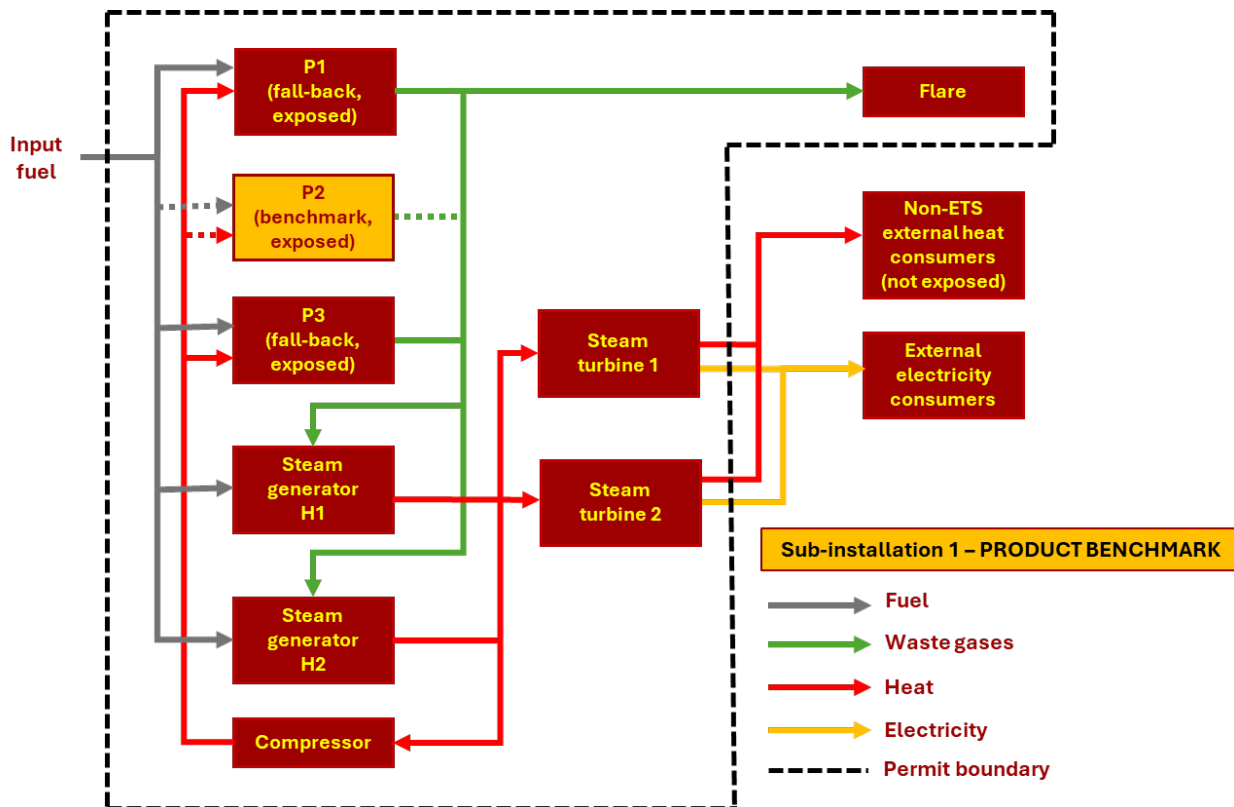 Input
fuel
P1
(fall-back,
exposed)
Flare
P2
(benchmark,
exposed)
Non-ETS
external heat
consumers
(not exposed)
P3
(fall-back,
exposed)
Steam
turbine 1
External
electricity
consumers
Steam
generator
H1
Steam
turbine 2
Sub-installation 1 – PRODUCT BENCHMARK
Fuel
Steam
generator
H2
Waste gases
Heat
Compressor
Electricity
Permit boundary